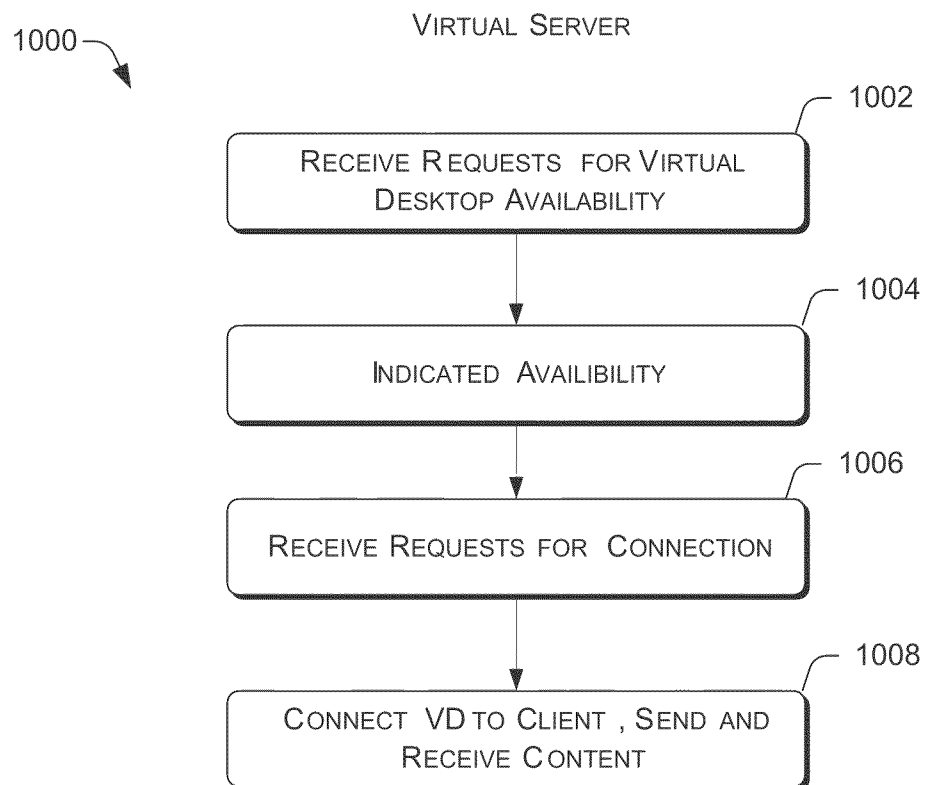 VIRTUAL SERVER
1000
1002
RECEIVE REQUESTS FOR VIRTUAL
DESKTOP AVAILABILITY
1004
INDICATED AVAILIBILITY
1006
RECEIVE REQUESTS FOR CONNECTION
1008
CONNECT VD TO CLIENT , SEND AND
RECEIVE CONTENT